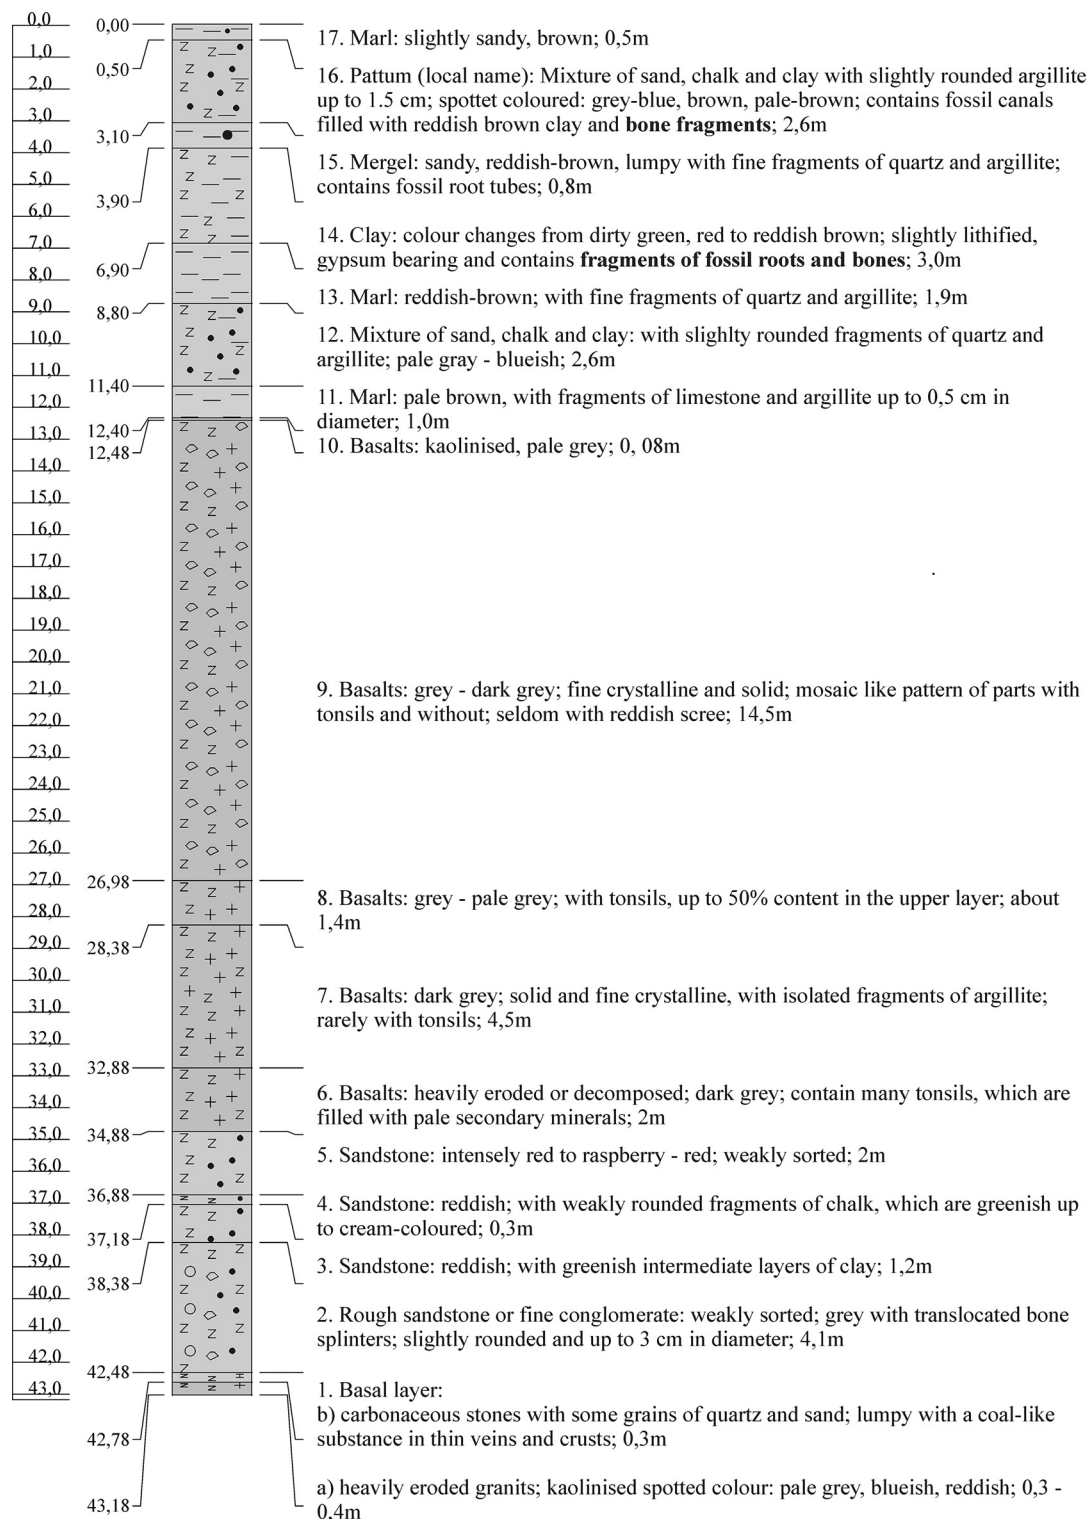 0,0
1,0
2,0
3,0
4,0
5,0
6,0
7,0
8,0
9,0
10,0
11,0
12,0
13,0
14,0
15,0
16,0
17,0
18,0
19,0
20,0
21,0
22,0
23,0
24,0
25,0
26,0
27,0
28,0
29,0
30,0
31,0
32,0
33,0
34,0
35,0
36,0
37,0
38,0
39,0
40,0
41,0
42,0
43,0
0,00
0,50
3,10
3,90
6,90
8,80
11,40
12,40
12,48
26,98
28,38
32,88
34,88
36,88
37,18
38,38
42,48
42,78
43,18
17. Marl: slightly sandy, brown; 0,5m
16. Pattum (local name): Mixture of sand, chalk and clay with slightly rounded argillite
up to 1.5 cm; spottet coloured: grey-blue, brown, pale-brown; contains fossil canals
filled with reddish brown clay and bone fragments; 2,6m
15. Mergel: sandy, reddish-brown, lumpy with fine fragments of quartz and argillite;
contains fossil root tubes; 0,8m
14. Clay: colour changes from dirty green, red to reddish brown; slightly lithified,
gypsum bearing and contains fragments of fossil roots and bones; 3,0m
13. Marl: reddish-brown; with fine fragments of quartz and argillite; 1,9m
12. Mixture of sand, chalk and clay: with slighlty rounded fragments of quartz and
argillite; pale gray - blueish; 2,6m
11. Marl: pale brown, with fragments of limestone and argillite up to 0,5 cm in
diameter; 1,0m
10. Basalts: kaolinised, pale grey; 0, 08m
9. Basalts: grey - dark grey; fine crystalline and solid; mosaic like pattern of parts with
tonsils and without; seldom with reddish scree; 14,5m
8. Basalts: grey - pale grey; with tonsils, up to 50% content in the upper layer; about
1,4m
7. Basalts: dark grey; solid and fine crystalline, with isolated fragments of argillite;
rarely with tonsils; 4,5m
6. Basalts: heavily eroded or decomposed; dark grey; contain many tonsils, which are
filled with pale secondary minerals; 2m
5. Sandstone: intensely red to raspberry - red; weakly sorted; 2m
4. Sandstone: reddish; with weakly rounded fragments of chalk, which are greenish up
to cream-coloured; 0,3m
3. Sandstone: reddish; with greenish intermediate layers of clay; 1,2m
2. Rough sandstone or fine conglomerate: weakly sorted; grey with translocated bone
splinters; slightly rounded and up to 3 cm in diameter; 4,1m
1. Basal layer:
b) carbonaceous stones with some grains of quartz and sand; lumpy with a coal-like
substance in thin veins and crusts; 0,3m
a) heavily eroded granits; kaolinised spotted colour: pale grey, blueish, reddish; 0,3 -
0,4m